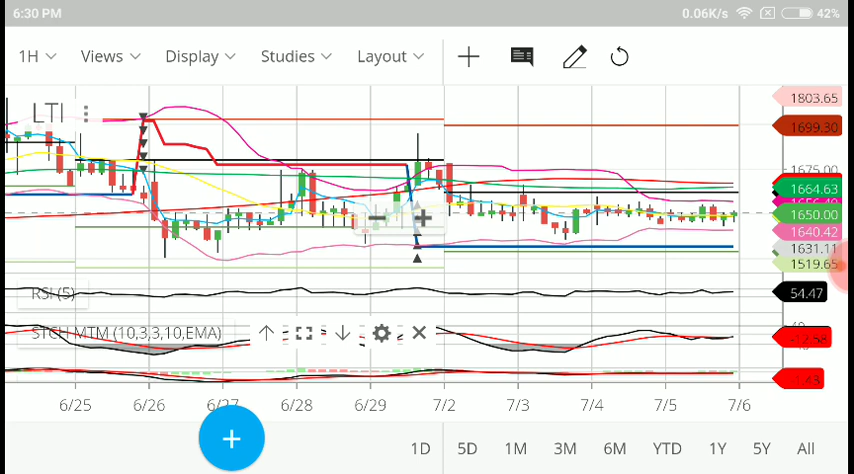 6:30 PM 0.06K/s 42%
1H Views Display Studies Layout
LTI
1803.65
1699.30
1675.00
1664.63
1650.00
1640.42
1631.11
1519.65
RSI (5)
54.47
STCH MTM (10,3,3,10,EMA)
-12.58
6/25 6/26 6/27 6/28 6/29 7/2 7/3 7/4 7/5 7/6
1D 5D 1M 3M 6M YTD 1Y 5Y All